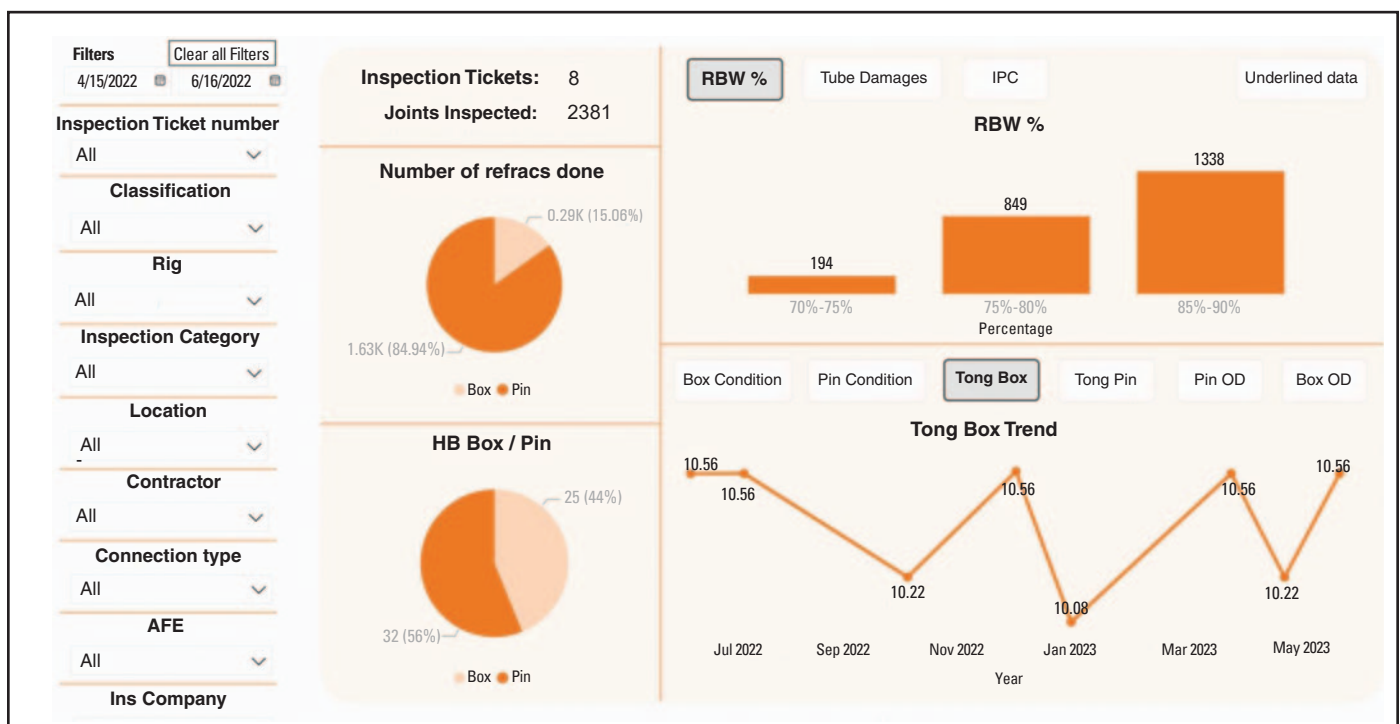 Filters
Clear all Filters
4/15/2022
6/16/2022
Inspection Ticket number
All
Classification
All
Rig
All
Inspection Category
All
Location
All
Contractor
All
Connection type
All
AFE
All
Ins Company
Inspection Tickets: 8
Joints Inspected: 2381
Number of refracs done
0.29K (15.06%)
1.63K (84.94%)
Box Pin
HB Box / Pin
25 (44%)
32 (56%)
Box Pin
RBW % Tube Damages IPC Underlined data
RBW %
1338
849
194
70%-75% 75%-80% 85%-90%
Percentage
Box Condition Pin Condition Tong Box Tong Pin Pin OD Box OD
Tong Box Trend
10.56
10.56
10.22
10.56
10.08
10.56
10.22
10.56
Jul 2022 Sep 2022 Nov 2022 Jan 2023 Mar 2023 May 2023
Year